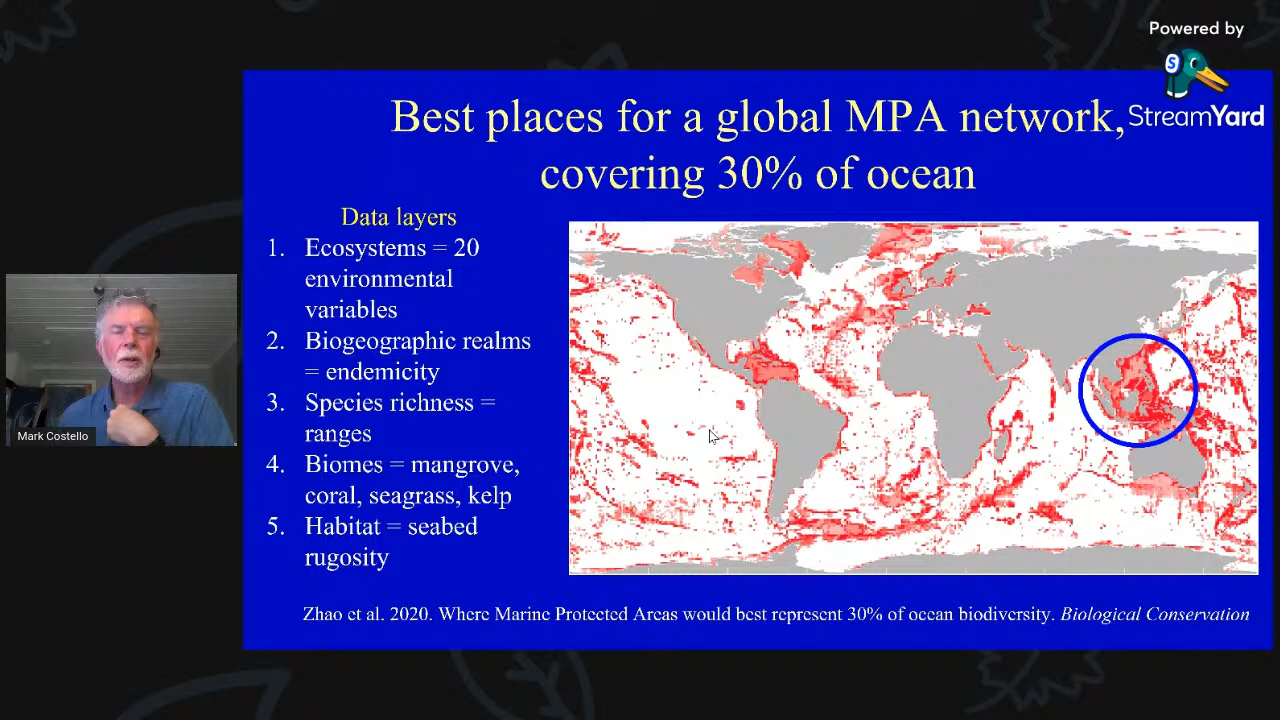 Powered by
StreamYard
Best places for a global MPA network,
covering 30% of ocean
Data layers
1. Ecosystems = 20
environmental
variables
2. Biogeographic realms
= endemicity
3. Species richness =
ranges
4. Biomes = mangrove,
coral, seagrass, kelp
5. Habitat = seabed
rugosity
Mark Costello
Zhao et al. 2020. Where Marine Protected Areas would best represent 30% of ocean biodiversity. Biological Conservation